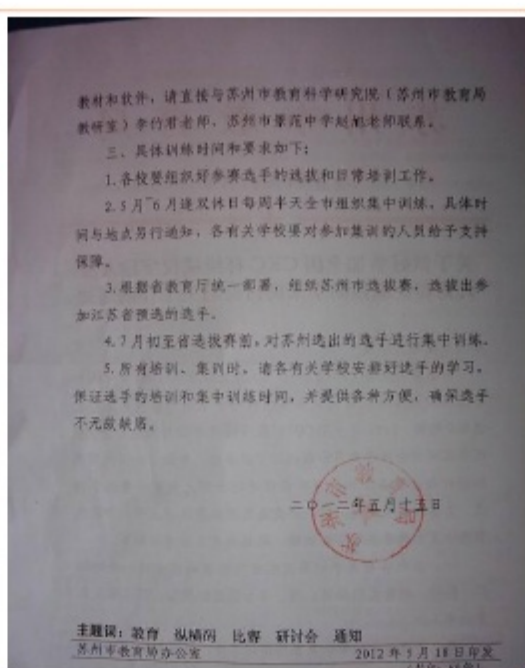 教材和软件，请直接与苏州市教育科学研究院（苏州市教育局
教研室）李竹君老师、苏州市景范中学赵旭老师联系。
三、具体训练时间和要求如下：
1.各校要组织好参赛选手的选拔和日常培训工作。
2.5月~6月逢双休日每周半天全市组织集中训练，具体时
间与地点另行通知，各有关学校要对参加集训的人员给予支持
保障。
3.根据省教育厅统一部署，组织苏州市选拔赛，选拔出参
加江苏省预选的选手。
4.7月初至省选拔赛前，对苏州选出的选手进行集中训练。
5.所有培训、集训时，请各有关学校安排好选手的学习，
保证选手的培训和集中训练时间，并提供各种方便，确保选手
不无故缺席。
苏州市教育局
二〇一二年五月十五日
主题词：教育 纵横码 比赛 研讨会 通知
苏州市教育局办公室 2012年5月18日印发